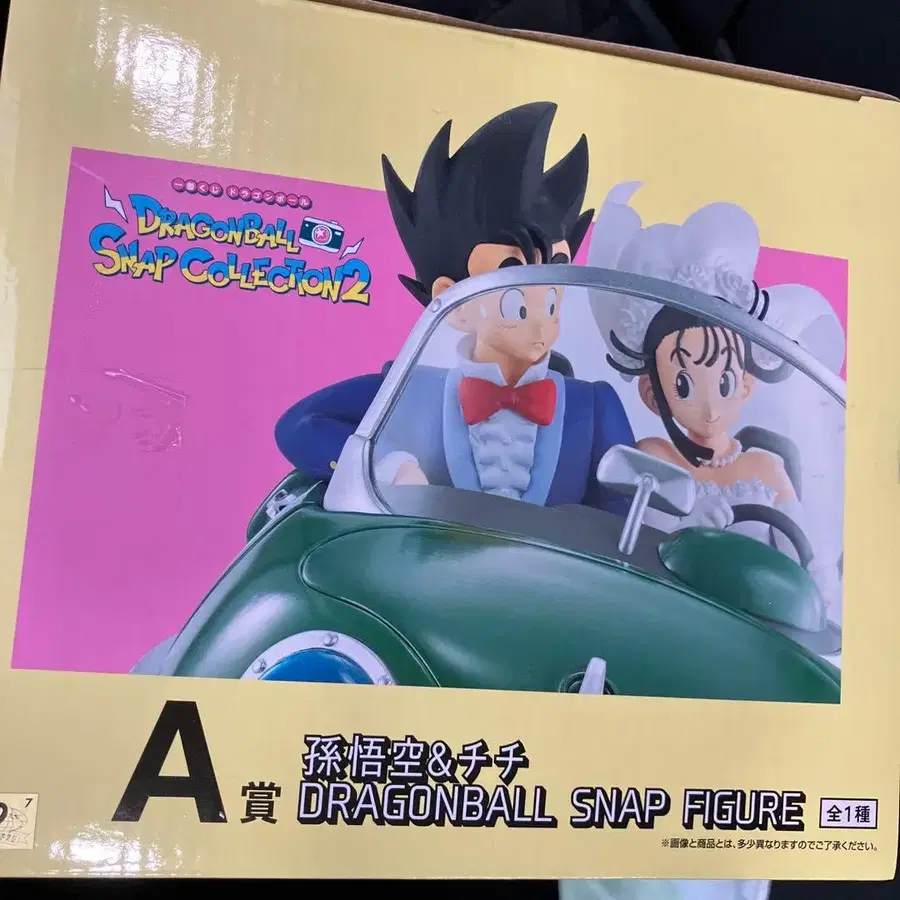 一番くじ ドラゴンボール
DRAGONBALL
SNAP COLLECTION2
A賞
孫悟空&チチ
DRAGONBALL SNAP FIGURE
全1種
※画像と商品とは、多少異なりますのでご了承ください。
7